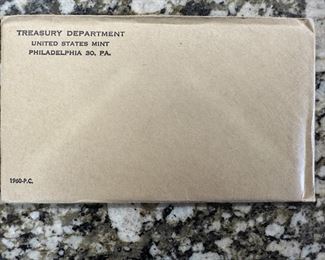 TREASURY DEPARTMENT
UNITED STATES MINT
PHILADELPHIA 30, PA.
1960-P.C.